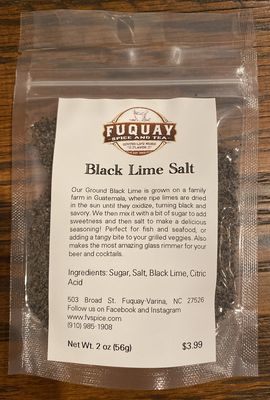 FUQUAY
SPICE AND TEA
Black Lime Salt
Our Ground Black Lime is grown on a family
farm in Guatemala, where ripe limes are dried
in the sun until they oxidize, turning black and
savory. We then mix it with bit of sugar to add
sweetness and then salt to make a delicious
seasoning! Perfect for fish and seafood, or
adding a tangy bite to your grilled veggies. Also
makes the most amazing glass rimmer for your
beer and cocktails.
Ingredients: Sugar, Salt, Black Lime, Citric
Acid
503 Broad St. Fuquay-Varina, NC 27526
Follow us on Facebook and Instagram
www.fvspice.com
(910) 985-1908
Net Wt. 2 oz (56g) $3.99